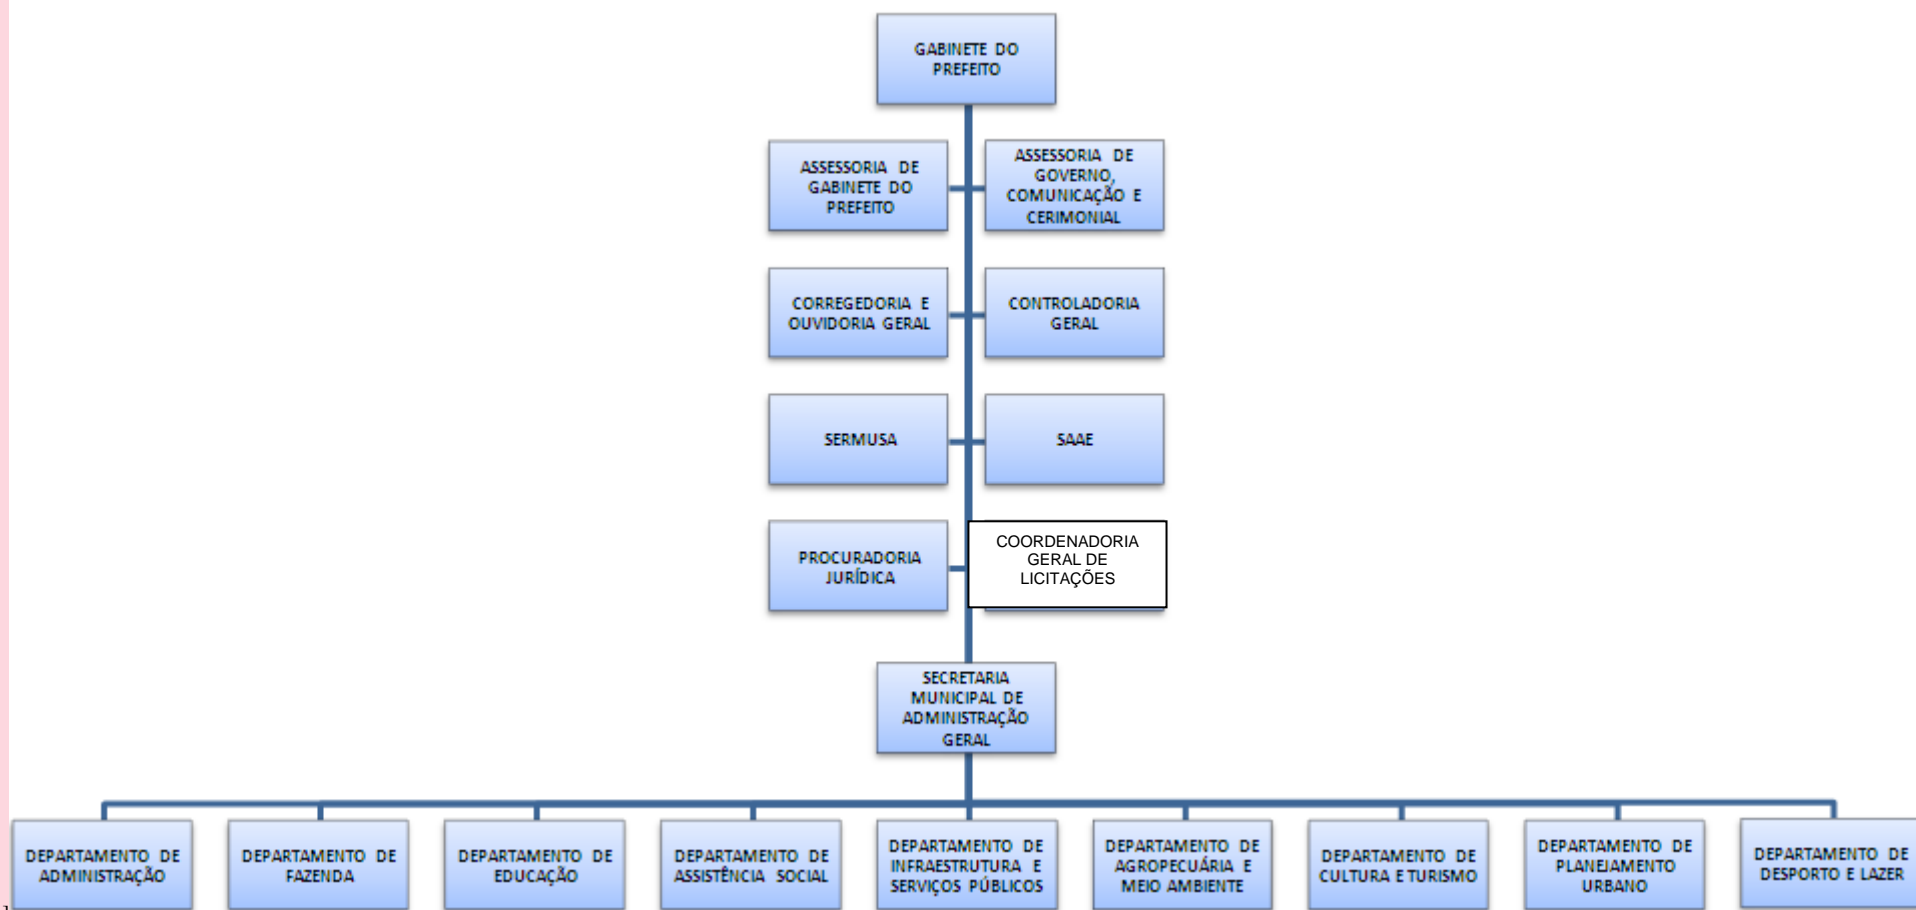 GABINETE DO
PREFEITO
ASSESSORIA DE
GABINETE DO
PREFEITO
ASSESSORIA DE
GOVERNO,
COMUNICAÇÃO E
CERIMONIAL
CORREGEDORIA E
OUVIDORIA GERAL
CONTROLADORIA
GERAL
SERMUSA
SAAE
PROCURADORIA
JURÍDICA
COORDENADORIA
GERAL DE
LICITAÇÕES
SECRETARIA
MUNICIPAL DE
ADMINISTRAÇÃO
GERAL
DEPARTAMENTO DE
ADMINISTRAÇÃO
DEPARTAMENTO DE
FAZENDA
DEPARTAMENTO DE
EDUCAÇÃO
DEPARTAMENTO DE
ASSISTÊNCIA SOCIAL
DEPARTAMENTO DE
INFRAESTRUTURA E
SERVIÇOS PÚBLICOS
DEPARTAMENTO DE
AGROPECUÁRIA E
MEIO AMBIENTE
DEPARTAMENTO DE
CULTURA E TURISMO
DEPARTAMENTO DE
PLANEJAMENTO
URBANO
DEPARTAMENTO DE
DESPORTO E LAZER